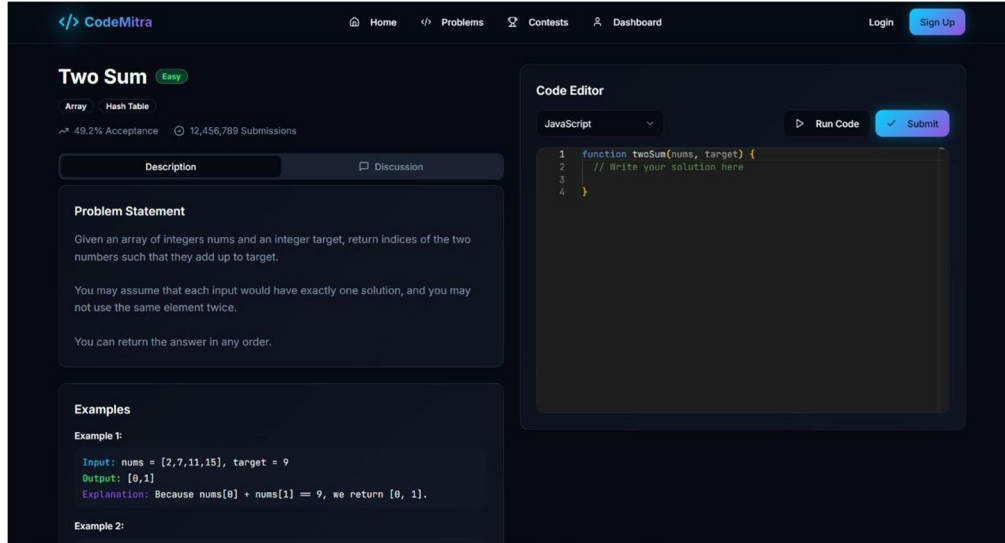 </> CodeMitra
Home
</> Problems
Contests
Dashboard
Login
Sign Up
Two Sum Easy
Array Hash Table
49.2% Acceptance 12,456,789 Submissions
Description Discussion
Problem Statement
Given an array of integers nums and an integer target, return indices of the two
numbers such that they add up to target.
You may assume that each input would have exactly one solution, and you may
not use the same element twice.
You can return the answer in any order.
Examples
Example 1:
Input: nums = [2,7,11,15], target = 9
Output: [0,1]
Explanation: Because nums[0] + nums[1] == 9, we return [0, 1].
Example 2:
Code Editor
JavaScript
Run Code
Submit
1 function twoSum(nums, target) {
2 // Write your solution here
3
4 }